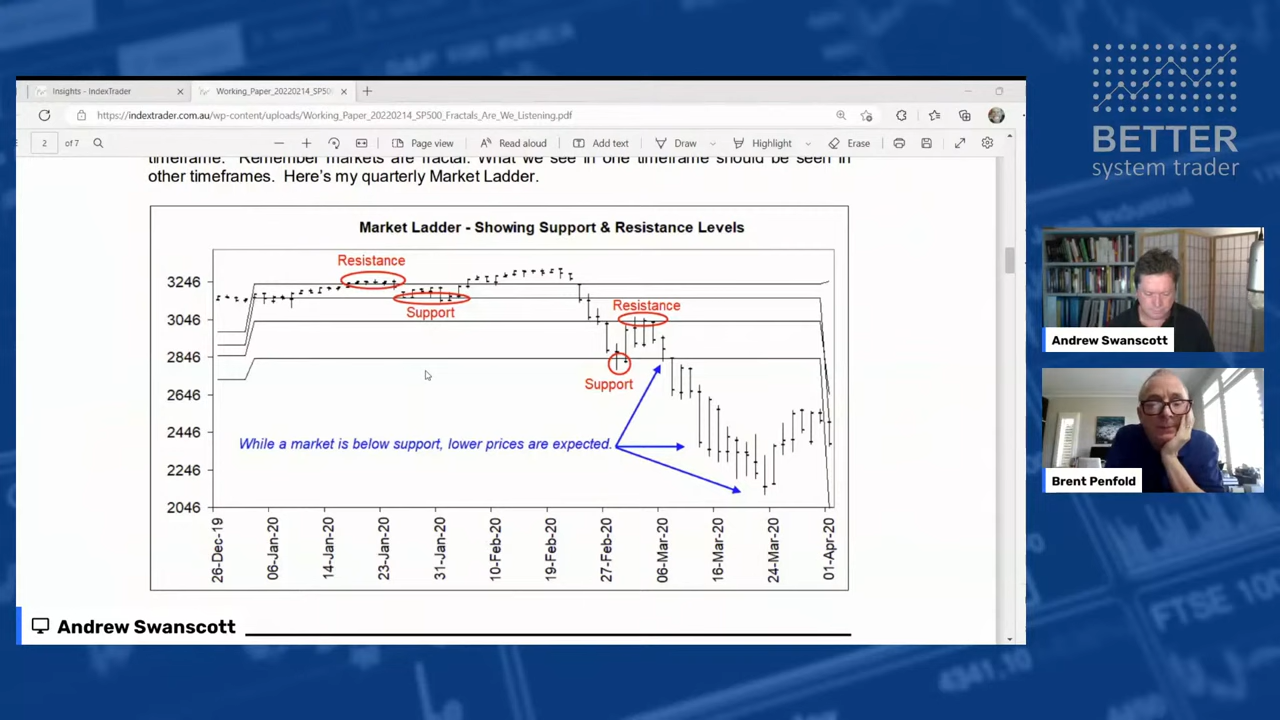 Insights - IndexTrader
Working_Paper_20220214_SP50
https://indextrader.com.au/wp-content/uploads/Working_Paper_20220214_SP500_Fractals_Are_We_Listening.pdf
2 of 7
Page view
Read aloud
Add text
Draw
Highlight
Erase
timeframe. Remember markets are fractal. What we see in one timeframe should be seen in
other timeframes. Here's my quarterly Market Ladder.
Market Ladder - Showing Support & Resistance Levels
Resistance
Support
Resistance
Support
While a market is below support, lower prices are expected.
3246
3046
2846
2646
2446
2246
2046
26-Dec-19
06-Jan-20
14-Jan-20
23-Jan-20
31-Jan-20
10-Feb-20
19-Feb-20
27-Feb-20
06-Mar-20
16-Mar-20
24-Mar-20
01-Apr-20
Andrew Swanscott
BETTER
system trader
Andrew Swanscott
Brent Penfold
FTSE 100
4341.10